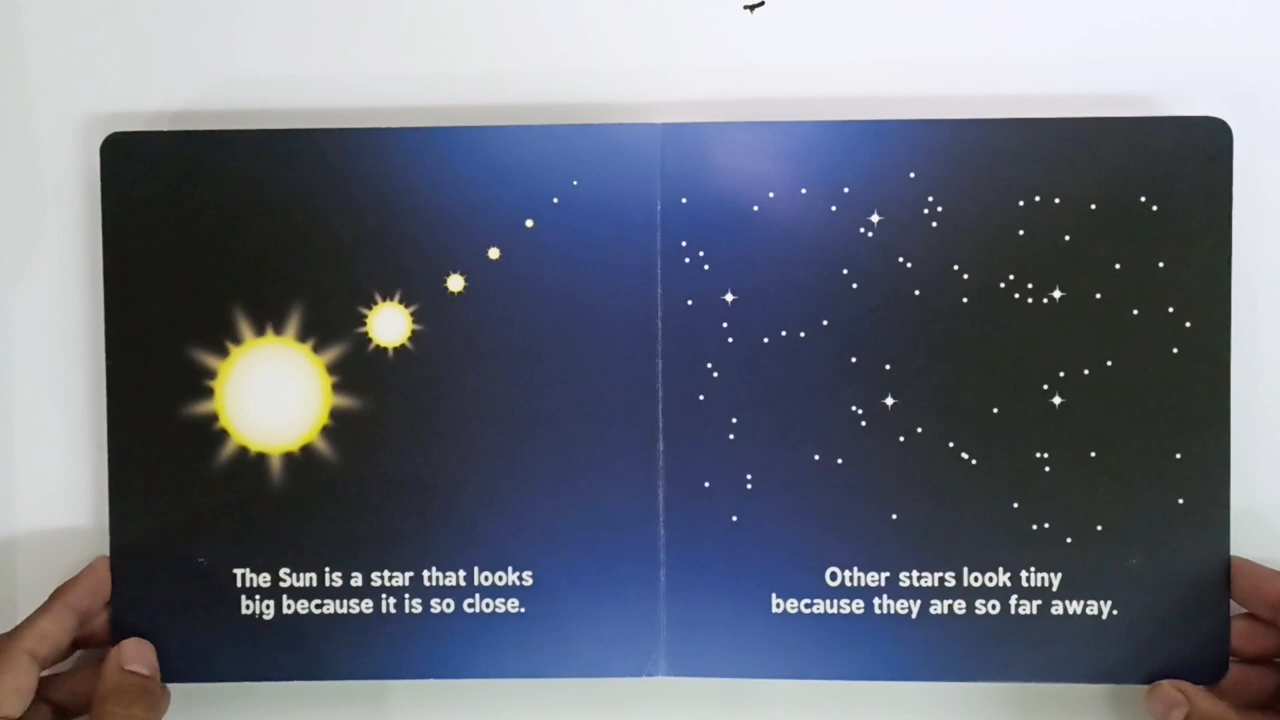 The Sun is a star that looks
big because it is so close.
Other stars look tiny
because they are so far away.